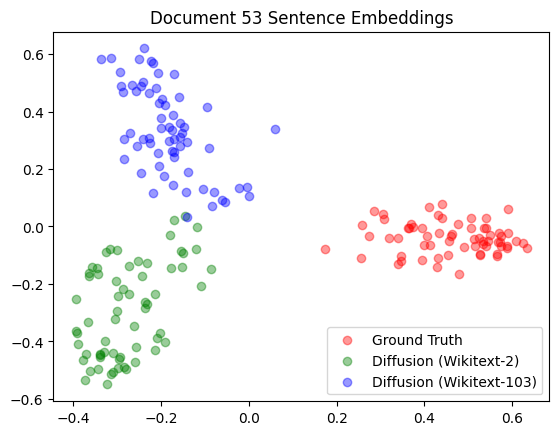 Document 53 Sentence Embeddings
0.6
0.4
0.2
0.0
−0.2
−0.4
−0.6
Ground Truth
Diffusion (Wikitext-2)
Diffusion (Wikitext-103)
−0.4 −0.2 0.0 0.2 0.4 0.6